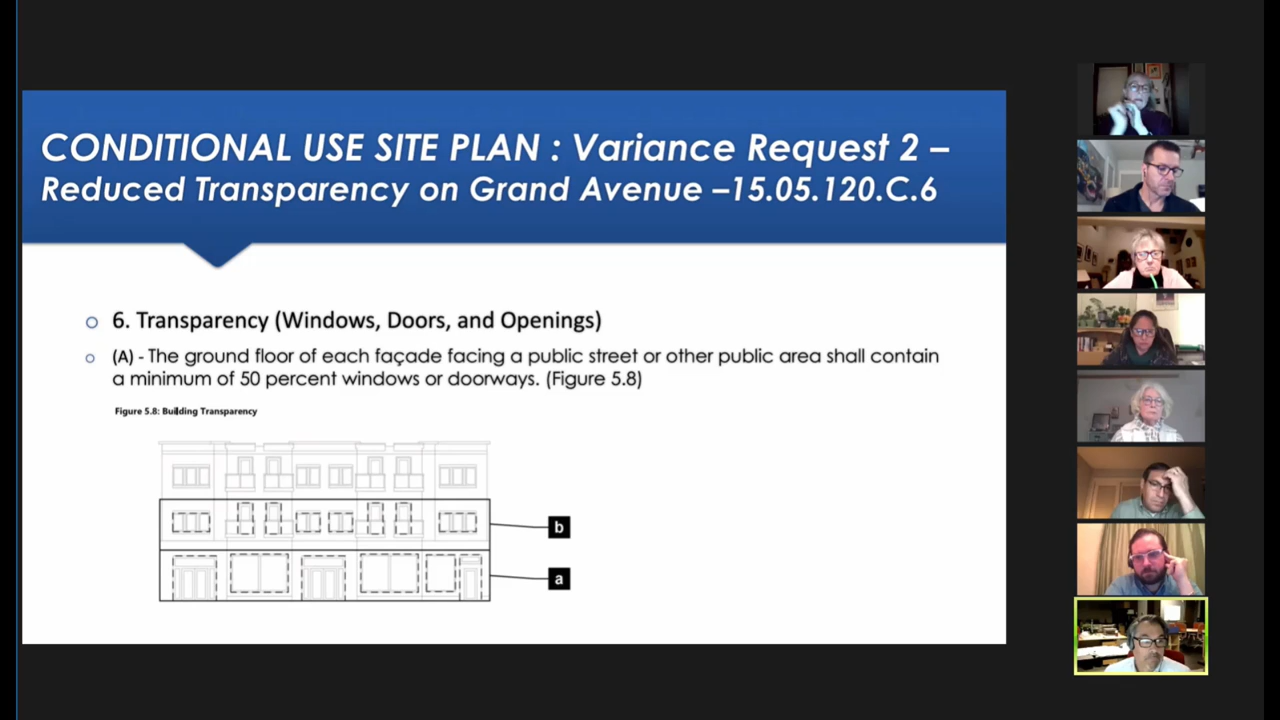 CONDITIONAL USE SITE PLAN : Variance Request 2 –
Reduced Transparency on Grand Avenue –15.05.120.C.6
6. Transparency (Windows, Doors, and Openings)
(A) - The ground floor of each façade facing a public street or other public area shall contain
a minimum of 50 percent windows or doorways. (Figure 5.8)
Figure 5.8: Building Transparency
b
a